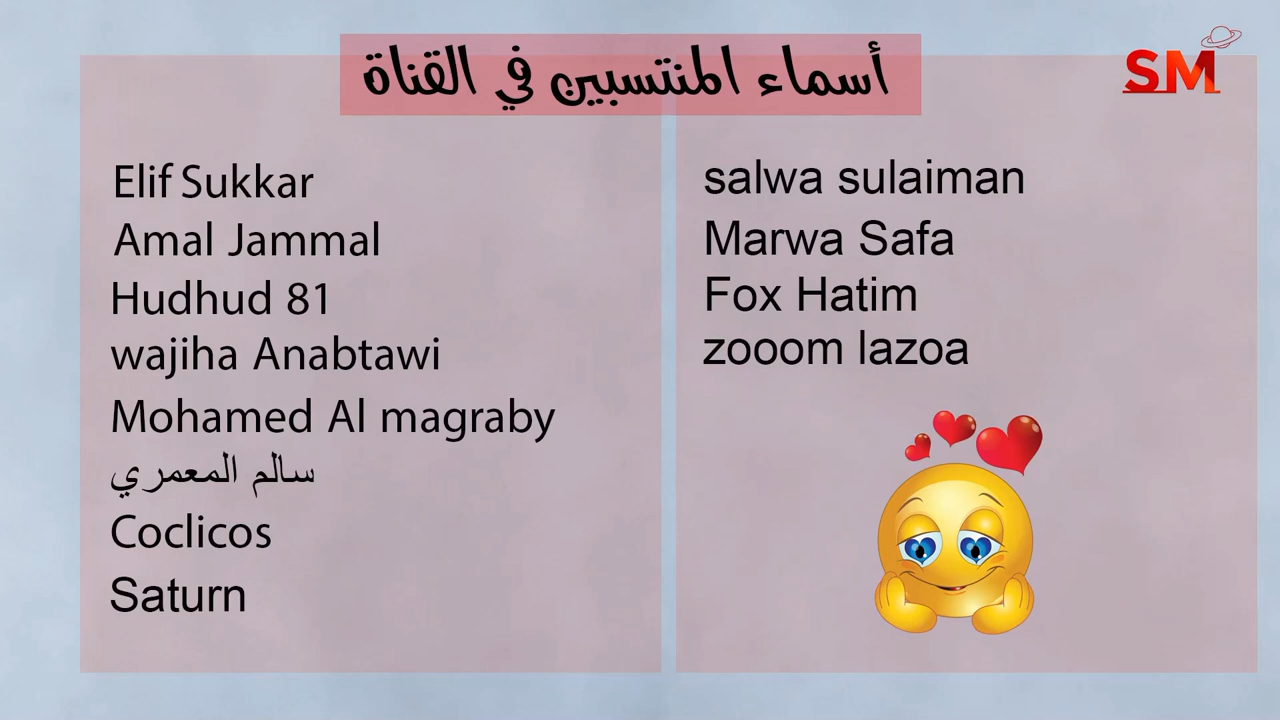 أسماء المنتسبين في القناة
SM
Elif Sukkar
Amal Jammal
Hudhud 81
wajiha Anabtawi
Mohamed Al magraby
سالم المعمري
Coclicos
Saturn
salwa sulaiman
Marwa Safa
Fox Hatim
zooom lazoa